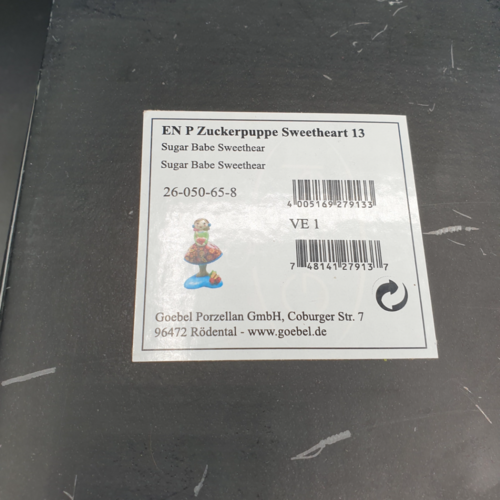 EN P Zuckerpuppe Sweetheart 13
Sugar Babe Sweethear
Sugar Babe Sweethear
26-050-65-8
4 005169 279133
VE 1
7 48141 27913 7
Goebel Porzellan GmbH, Coburger Str. 7
96472 Rödental - www.goebel.de